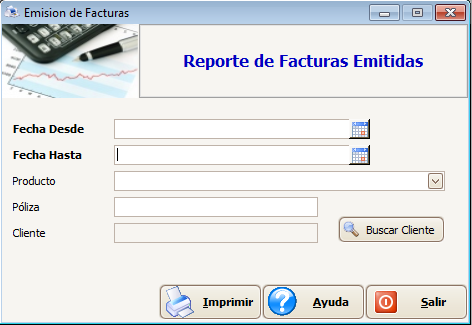 Emision de Facturas
Reporte de Facturas Emitidas
Fecha Desde
Fecha Hasta
Producto
Póliza
Cliente
Buscar Cliente
Imprimir
Ayuda
Salir